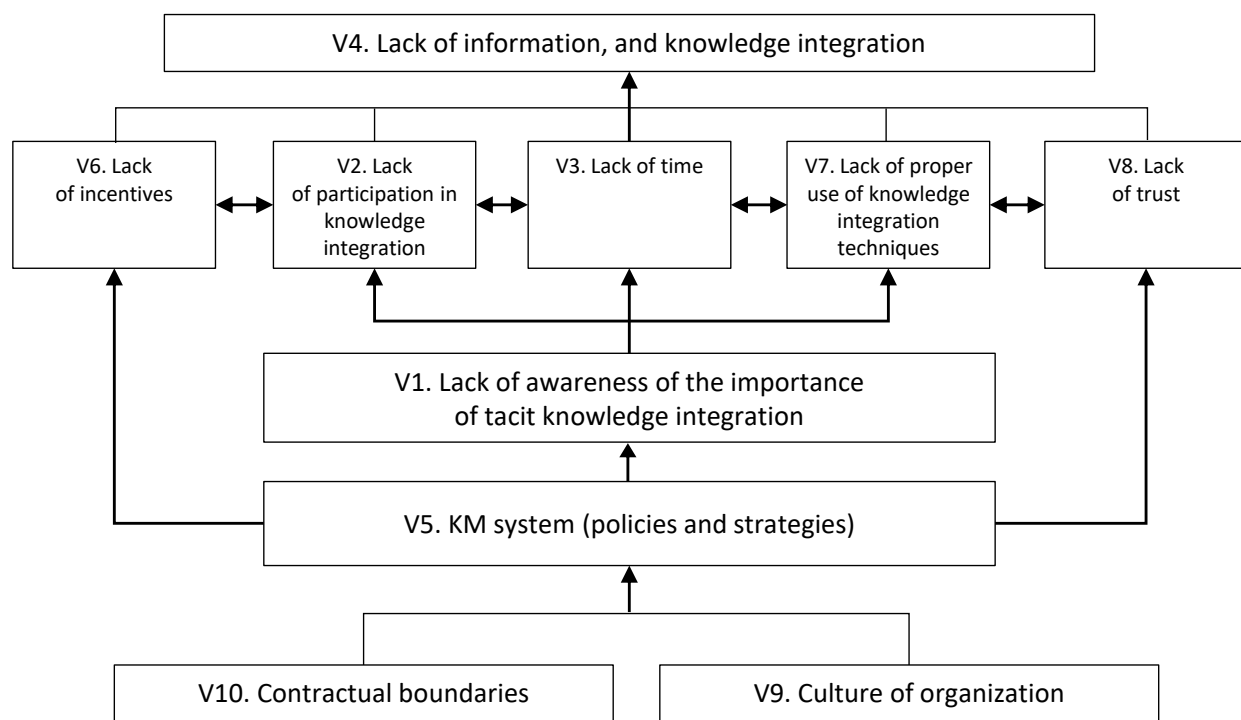 V4. Lack of information, and knowledge integration
V6. Lack
of incentives
V2. Lack
of participation in
knowledge
integration
V3. Lack of time
V7. Lack of proper
use of knowledge
integration
techniques
V8. Lack
of trust
V1. Lack of awareness of the importance
of tacit knowledge integration
V5. KM system (policies and strategies)
V10. Contractual boundaries
V9. Culture of organization